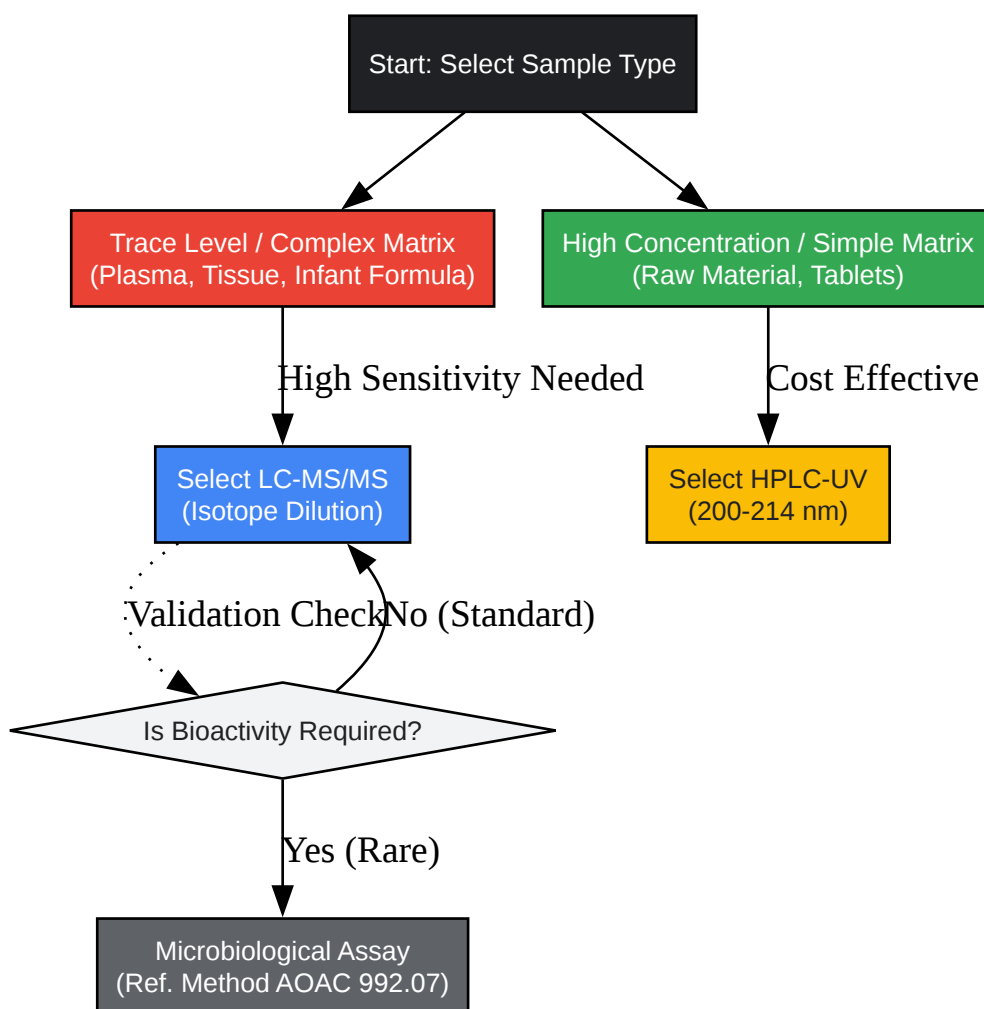 Start: Select Sample Type
Trace Level / Complex Matrix
(Plasma, Tissue, Infant Formula)
High Concentration / Simple Matrix
(Raw Material, Tablets)
High Sensitivity Needed
Cost Effective
Select LC-MS/MS
(Isotope Dilution)
Select HPLC-UV
(200-214 nm)
Validation Check
No (Standard)
Is Bioactivity Required?
Yes (Rare)
Microbiological Assay
(Ref. Method AOAC 992.07)